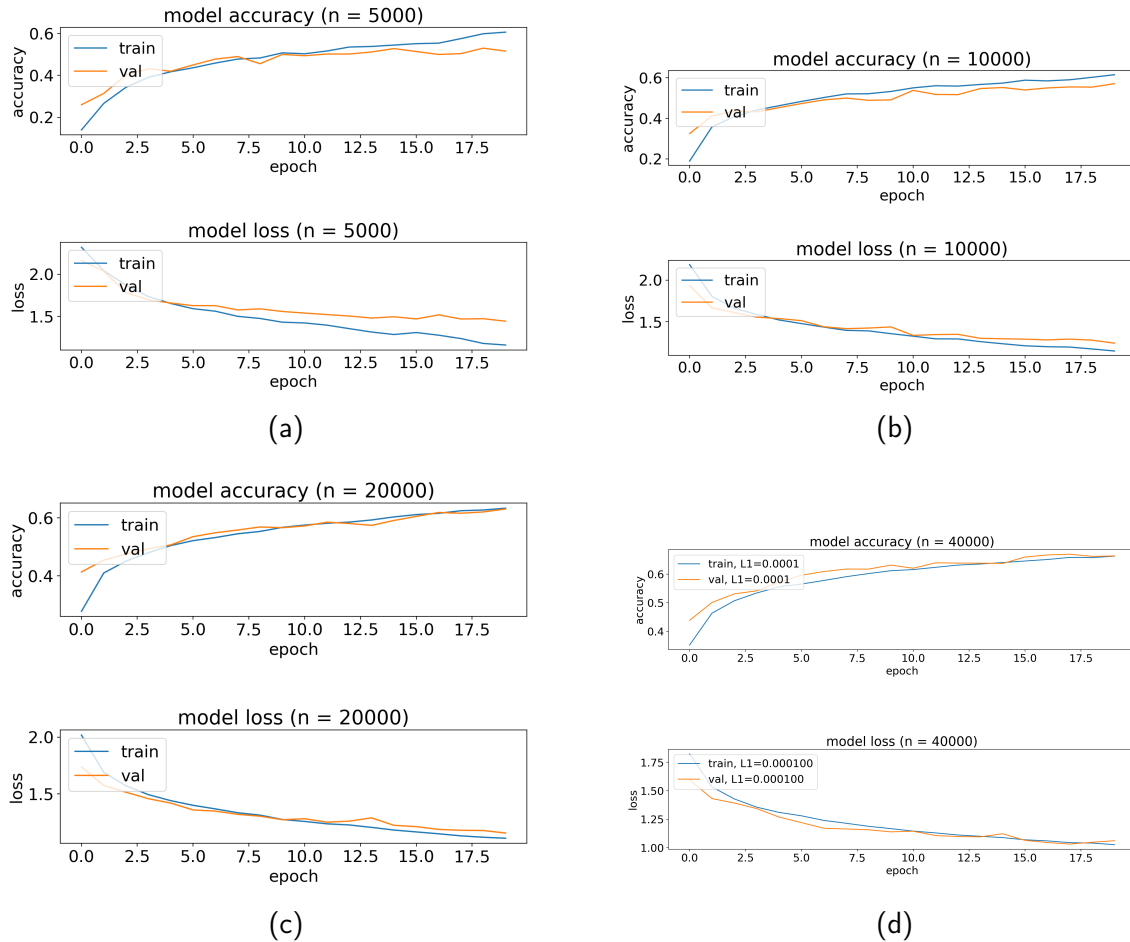 model accuracy (n = 5000)
accuracy
0.6
0.4
0.2
train
val
0.0 2.5 5.0 7.5 10.0 12.5 15.0 17.5
epoch
model loss (n = 5000)
loss
2.0
1.5
train
val
0.0 2.5 5.0 7.5 10.0 12.5 15.0 17.5
epoch
(a)
model accuracy (n = 10000)
accuracy
0.6
0.4
0.2
train
val
0.0 2.5 5.0 7.5 10.0 12.5 15.0 17.5
epoch
model loss (n = 10000)
loss
2.0
1.5
train
val
0.0 2.5 5.0 7.5 10.0 12.5 15.0 17.5
epoch
(b)
model accuracy (n = 20000)
accuracy
0.6
0.4
train
val
0.0 2.5 5.0 7.5 10.0 12.5 15.0 17.5
epoch
model loss (n = 20000)
loss
2.0
1.5
train
val
0.0 2.5 5.0 7.5 10.0 12.5 15.0 17.5
epoch
(c)
model accuracy (n = 40000)
accuracy
0.6
0.5
0.4
train, L1=0.0001
val, L1=0.0001
0.0 2.5 5.0 7.5 10.0 12.5 15.0 17.5
epoch
model loss (n = 40000)
loss
1.75
1.50
1.25
1.00
train, L1=0.000100
val, L1=0.000100
0.0 2.5 5.0 7.5 10.0 12.5 15.0 17.5
epoch
(d)